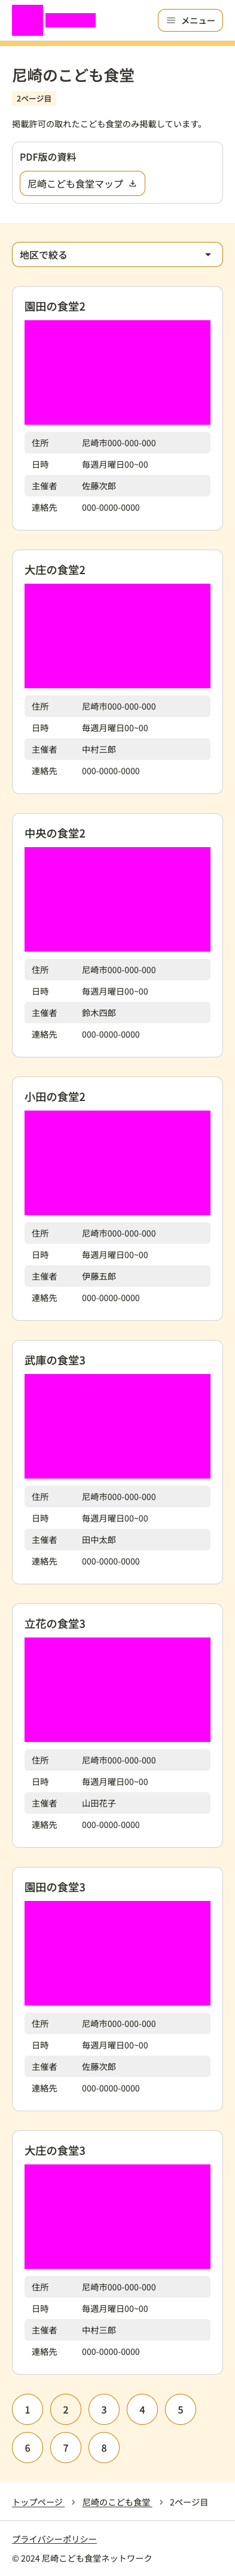 メニュー
尼崎のこども食堂
2ページ目
掲載許可の取れたこども食堂のみ掲載しています。
PDF版の資料
尼崎こども食堂マップ
地区で絞る
園田の食堂2
住所 尼崎市000-000-000
日時 毎週月曜日00~00
主催者 佐藤次郎
連絡先 000-0000-0000
大庄の食堂2
住所 尼崎市000-000-000
日時 毎週月曜日00~00
主催者 中村三郎
連絡先 000-0000-0000
中央の食堂2
住所 尼崎市000-000-000
日時 毎週月曜日00~00
主催者 鈴木四郎
連絡先 000-0000-0000
小田の食堂2
住所 尼崎市000-000-000
日時 毎週月曜日00~00
主催者 伊藤五郎
連絡先 000-0000-0000
武庫の食堂3
住所 尼崎市000-000-000
日時 毎週月曜日00~00
主催者 田中太郎
連絡先 000-0000-0000
立花の食堂3
住所 尼崎市000-000-000
日時 毎週月曜日00~00
主催者 山田花子
連絡先 000-0000-0000
園田の食堂3
住所 尼崎市000-000-000
日時 毎週月曜日00~00
主催者 佐藤次郎
連絡先 000-0000-0000
大庄の食堂3
住所 尼崎市000-000-000
日時 毎週月曜日00~00
主催者 中村三郎
連絡先 000-0000-0000
1 2 3 4 5
6 7 8
トップページ > 尼崎のこども食堂 > 2ページ目
プライバシーポリシー
© 2024 尼崎こども食堂ネットワーク